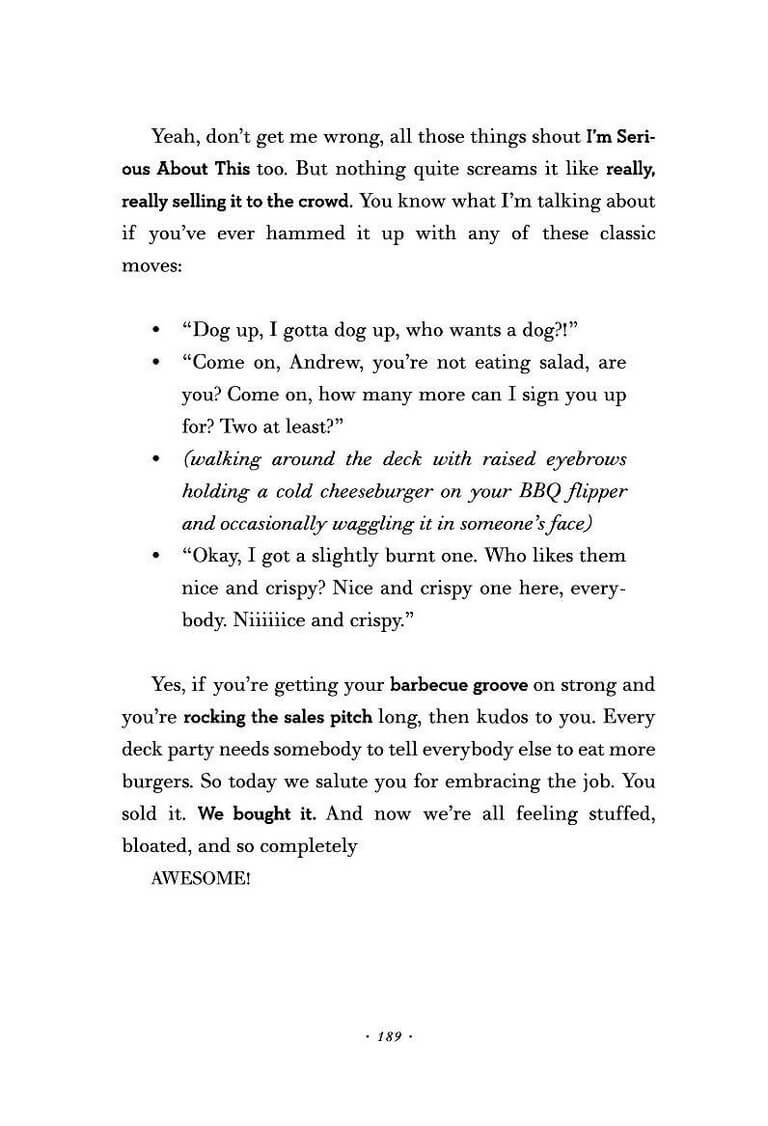 Yeah, don’t get me wrong, all those things shout I’m Seri-
ous About This too. But nothing quite screams it like really,
really selling it to the crowd. You know what I’m talking about
if you’ve ever hammed it up with any of these classic
moves:
• “Dog up, I gotta dog up, who wants a dog?!”
• “Come on, Andrew, you’re not eating salad, are
you? Come on, how many more can I sign you up
for? Two at least?”
• (walking around the deck with raised eyebrows
holding a cold cheeseburger on your BBQ flipper
and occasionally waggling it in someone’s face)
• “Okay, I got a slightly burnt one. Who likes them
nice and crispy? Nice and crispy one here, every-
body. Niiiiiice and crispy.”
Yes, if you’re getting your barbecue groove on strong and
you’re rocking the sales pitch long, then kudos to you. Every
deck party needs somebody to tell everybody else to eat more
burgers. So today we salute you for embracing the job. You
sold it. We bought it. And now we’re all feeling stuffed,
bloated, and so completely
AWESOME!
· 189 ·